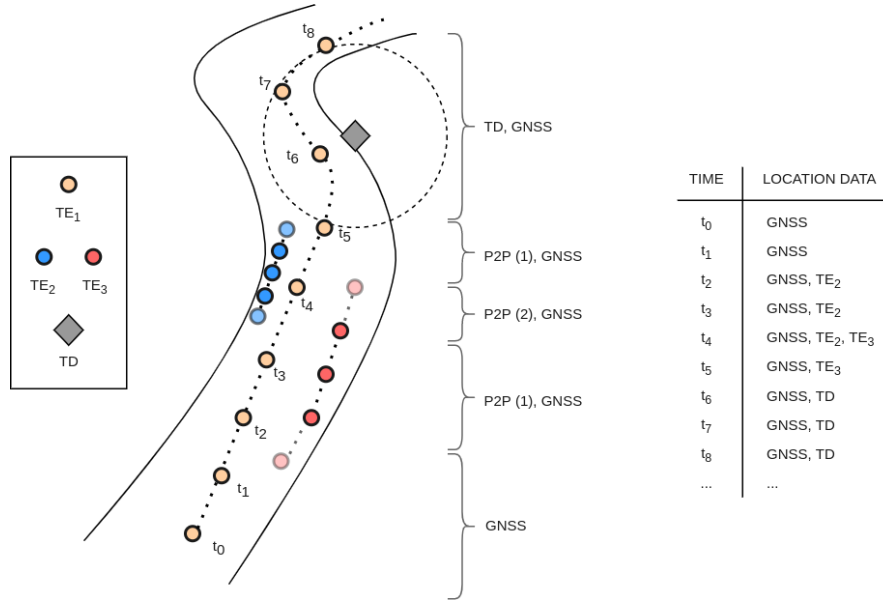 t8
t7
t6
t5
t4
t3
t2
t1
t0
TE1
TE2 TE3
TD
TD, GNSS
P2P (1), GNSS
P2P (2), GNSS
P2P (1), GNSS
GNSS
TIME LOCATION DATA
t0 GNSS
t1 GNSS
t2 GNSS, TE2
t3 GNSS, TE2
t4 GNSS, TE2, TE3
t5 GNSS, TE3
t6 GNSS, TD
t7 GNSS, TD
t8 GNSS, TD
... ...